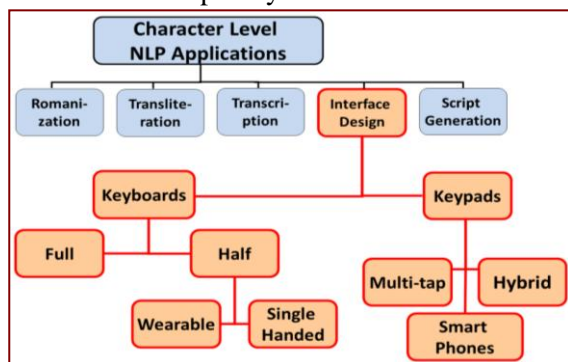 Character Level
NLP Applications
Romani-
zation
Translite-
ration
Transcri-
ption
Interface
Design
Script
Generation
Keyboards
Keypads
Full
Half
Multi-tap
Hybrid
Wearable
Single
Handed
Smart
Phones